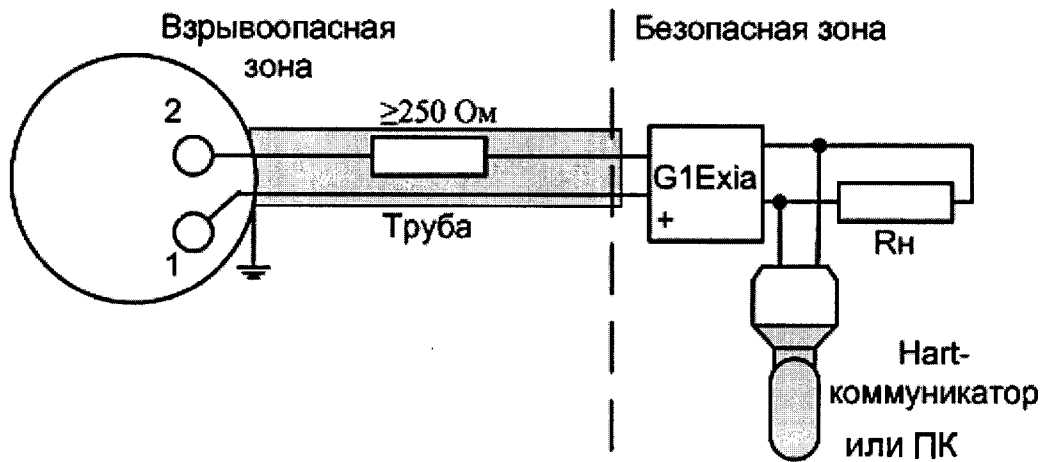 Взрывоопасная
зона
Безопасная зона
≥250 Ом
2
1
Труба
G1Exia
+
Rн
Hart-
коммуникатор
или ПК